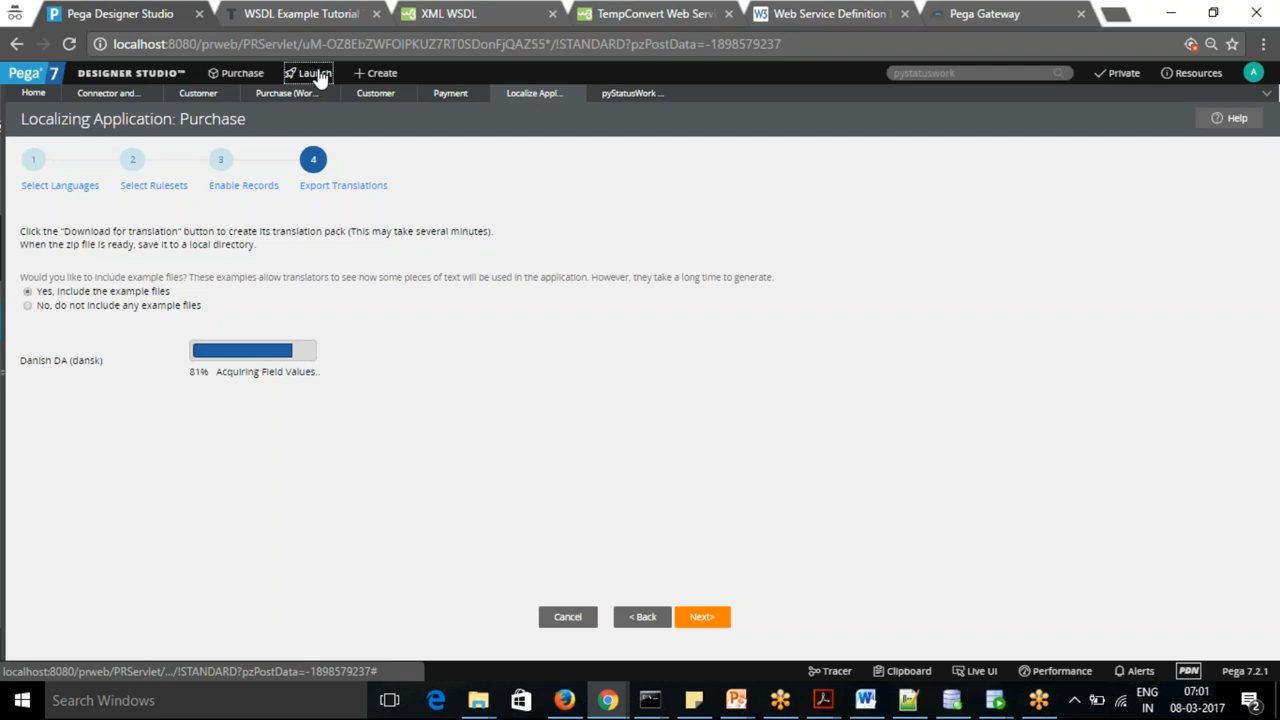 Pega Designer Studio
WSDL Example Tutorial
XML WSDL
TempConvert Web Servi
Web Service Definition
Pega Gateway
localhost:8080/prweb/PRServlet/uM-OZ8EbZWFOIPKUZ7RT0SDonFjQAZS5*/!STANDARD?pzPostData=-1898579237
Pega 7 DESIGNER STUDIO™ Purchase Launch + Create pystatuswork Private Resources A
Home Connector and... Customer Purchase (Wor... Customer Payment Localize Appl... pyStatusWork ...
Localizing Application: Purchase
Help
1 2 3 4
Select Languages Select Rulesets Enable Records Export Translations
Click the "Download for translation" button to create its translation pack (This may take several minutes).
When the zip file is ready, save it to a local directory.
Would you like to include example files? These examples allow translators to see how some pieces of text will be used in the application. However, they take a long time to generate.
Yes, include the example files
No, do not include any example files
Danish DA (dansk)
81% Acquiring Field Values..
Cancel < Back Next>
localhost:8080/prweb/PRServlet/.../!STANDARD?pzPostData=-1898579237#
Tracer Clipboard Live UI Performance Alerts PDN Pega 7.2.1
Search Windows
ENG 07:01
IN 08-03-2017
2